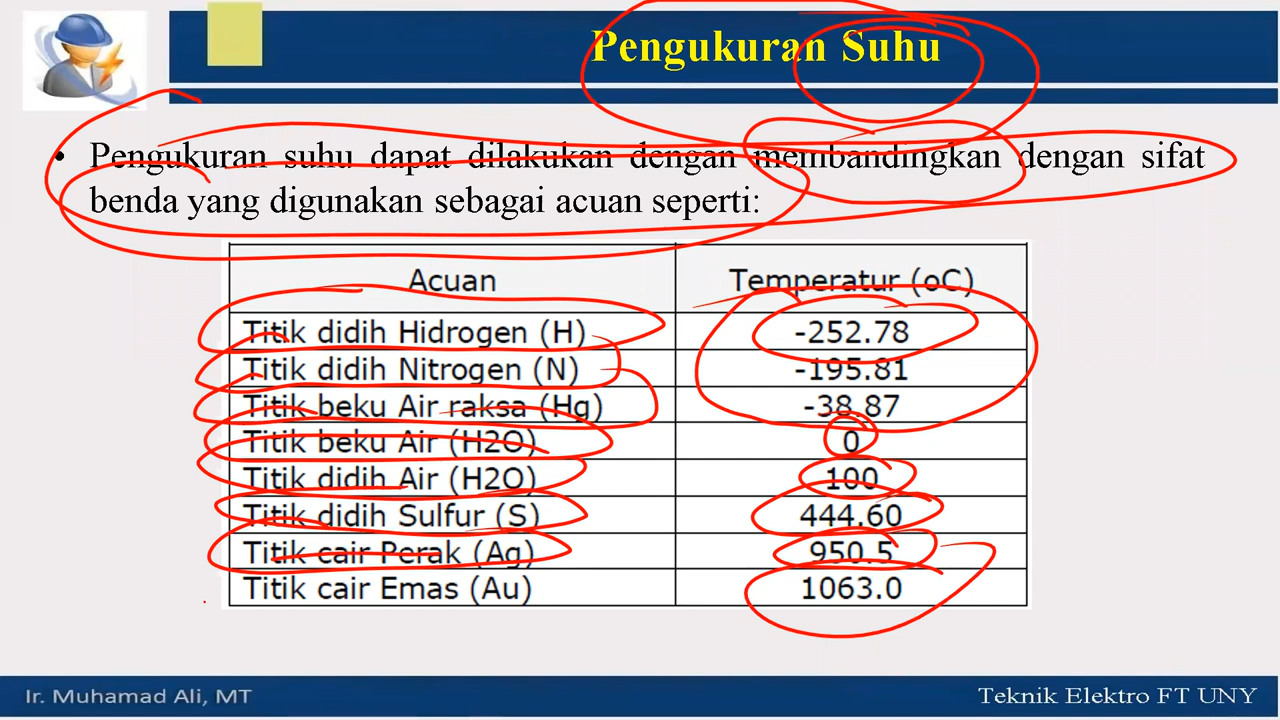 Pengukuran Suhu
• Pengukuran suhu dapat dilakukan dengan membandingkan dengan sifat
benda yang digunakan sebagai acuan seperti:
Acuan Temperatur (oC)
Titik didih Hidrogen (H) -252.78
Titik didih Nitrogen (N) -195.81
Titik beku Air raksa (Hg) -38.87
Titik beku Air (H2O) 0
Titik didih Air (H2O) 100
Titik didih Sulfur (S) 444.60
Titik cair Perak (Ag) 950.5
Titik cair Emas (Au) 1063.0
Ir. Muhamad Ali, MT Teknik Elektro FT UNY